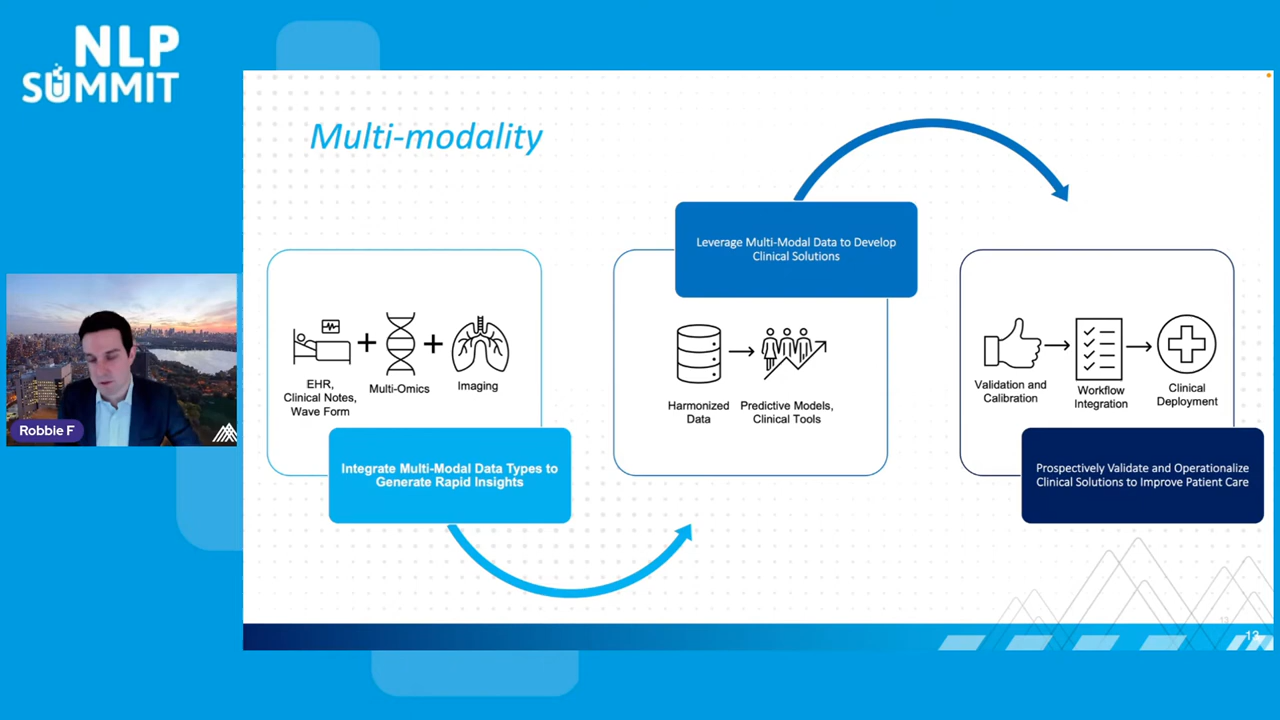 NLP
SUMMIT
Multi-modality
EHR,
Clinical Notes,
Wave Form
Multi-Omics
Imaging
Integrate Multi-Modal Data Types to
Generate Rapid Insights
Leverage Multi-Modal Data to Develop
Clinical Solutions
Harmonized
Data
Predictive Models,
Clinical Tools
Validation and
Calibration
Workflow
Integration
Clinical
Deployment
Prospectively Validate and Operationalize
Clinical Solutions to Improve Patient Care
Robbie F
13
13